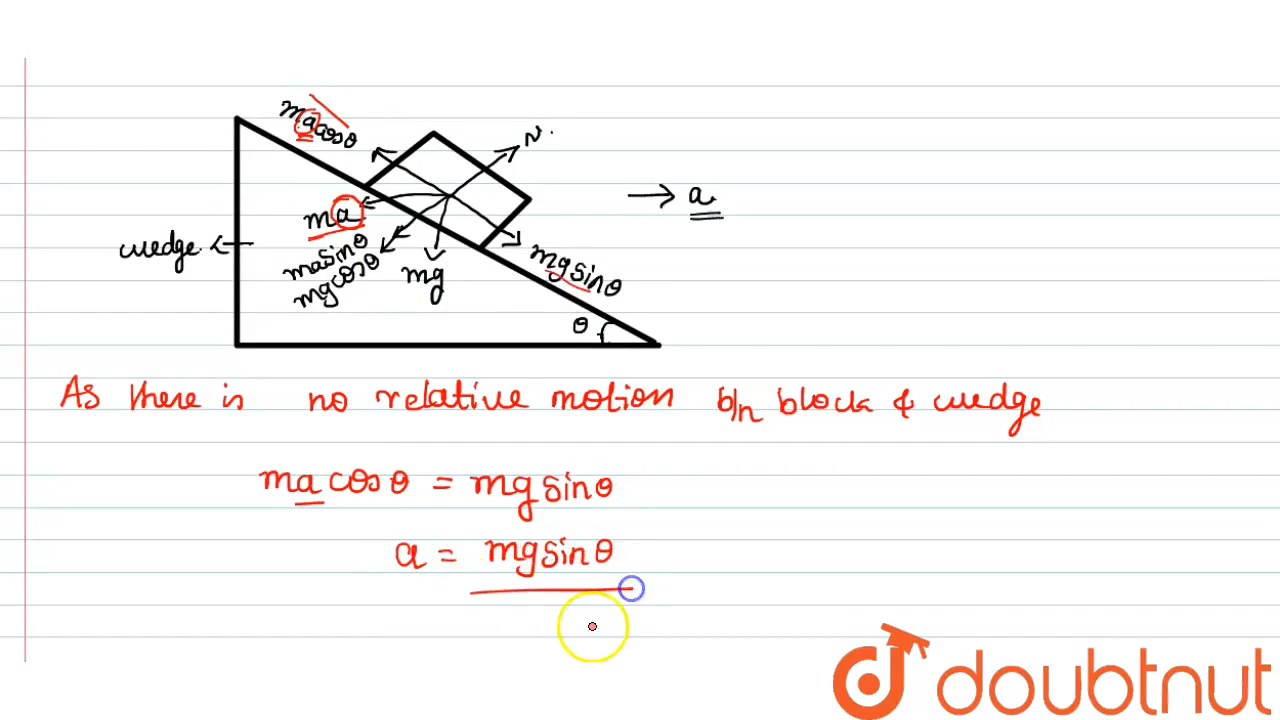 macosθ
N.
→ a
ma
wedge
masinθ
mgcosθ
mg
mgsinθ
θ
As there is no relative motion b/n block & wedge
macosθ = mgsinθ
a = mgsinθ
doubtnut